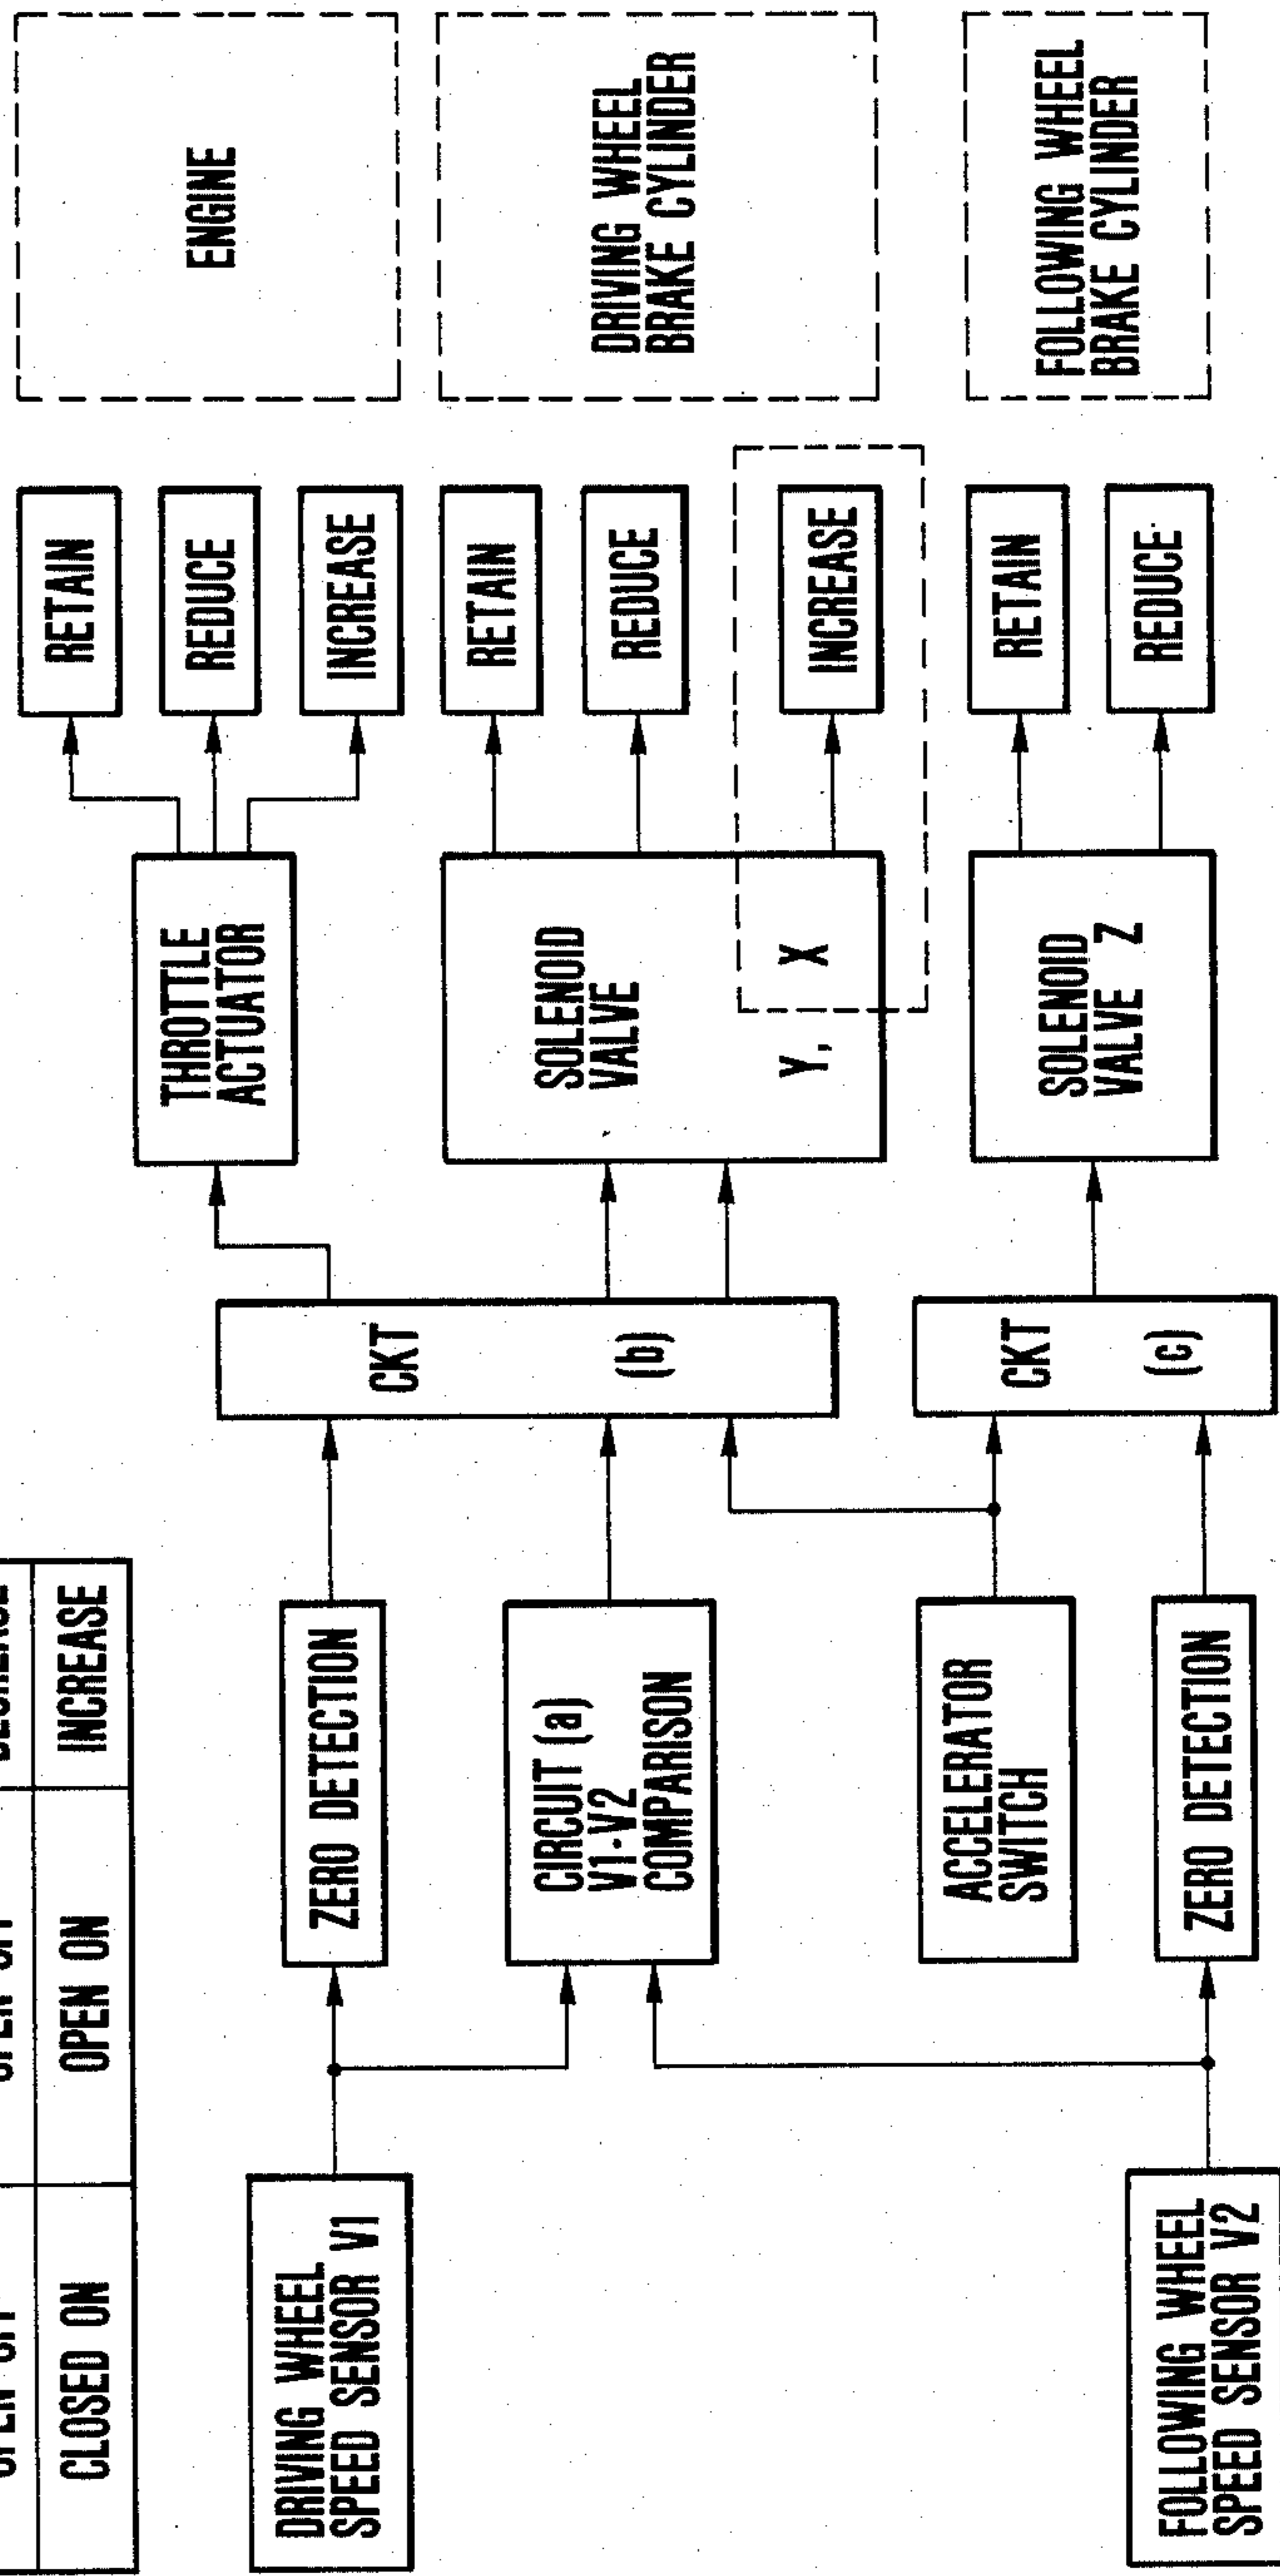 CLOSED ON
OPEN ON
INCREASE
DRIVING WHEEL
SPEED SENSOR V1
FOLLOWING WHEEL
SPEED SENSOR V2
ZERO DETECTION
CIRCUIT (a)
V1·V2
COMPARISON
ACCELERATOR
SWITCH
ZERO DETECTION
CKT
(b)
CKT
(c)
THROTTLE
ACTUATOR
SOLENOID
VALVE
Y, X
SOLENOID
VALVE Z
RETAIN
REDUCE
INCREASE
RETAIN
REDUCE
INCREASE
RETAIN
REDUCE
ENGINE
DRIVING WHEEL
BRAKE CYLINDER
FOLLOWING WHEEL
BRAKE CYLINDER